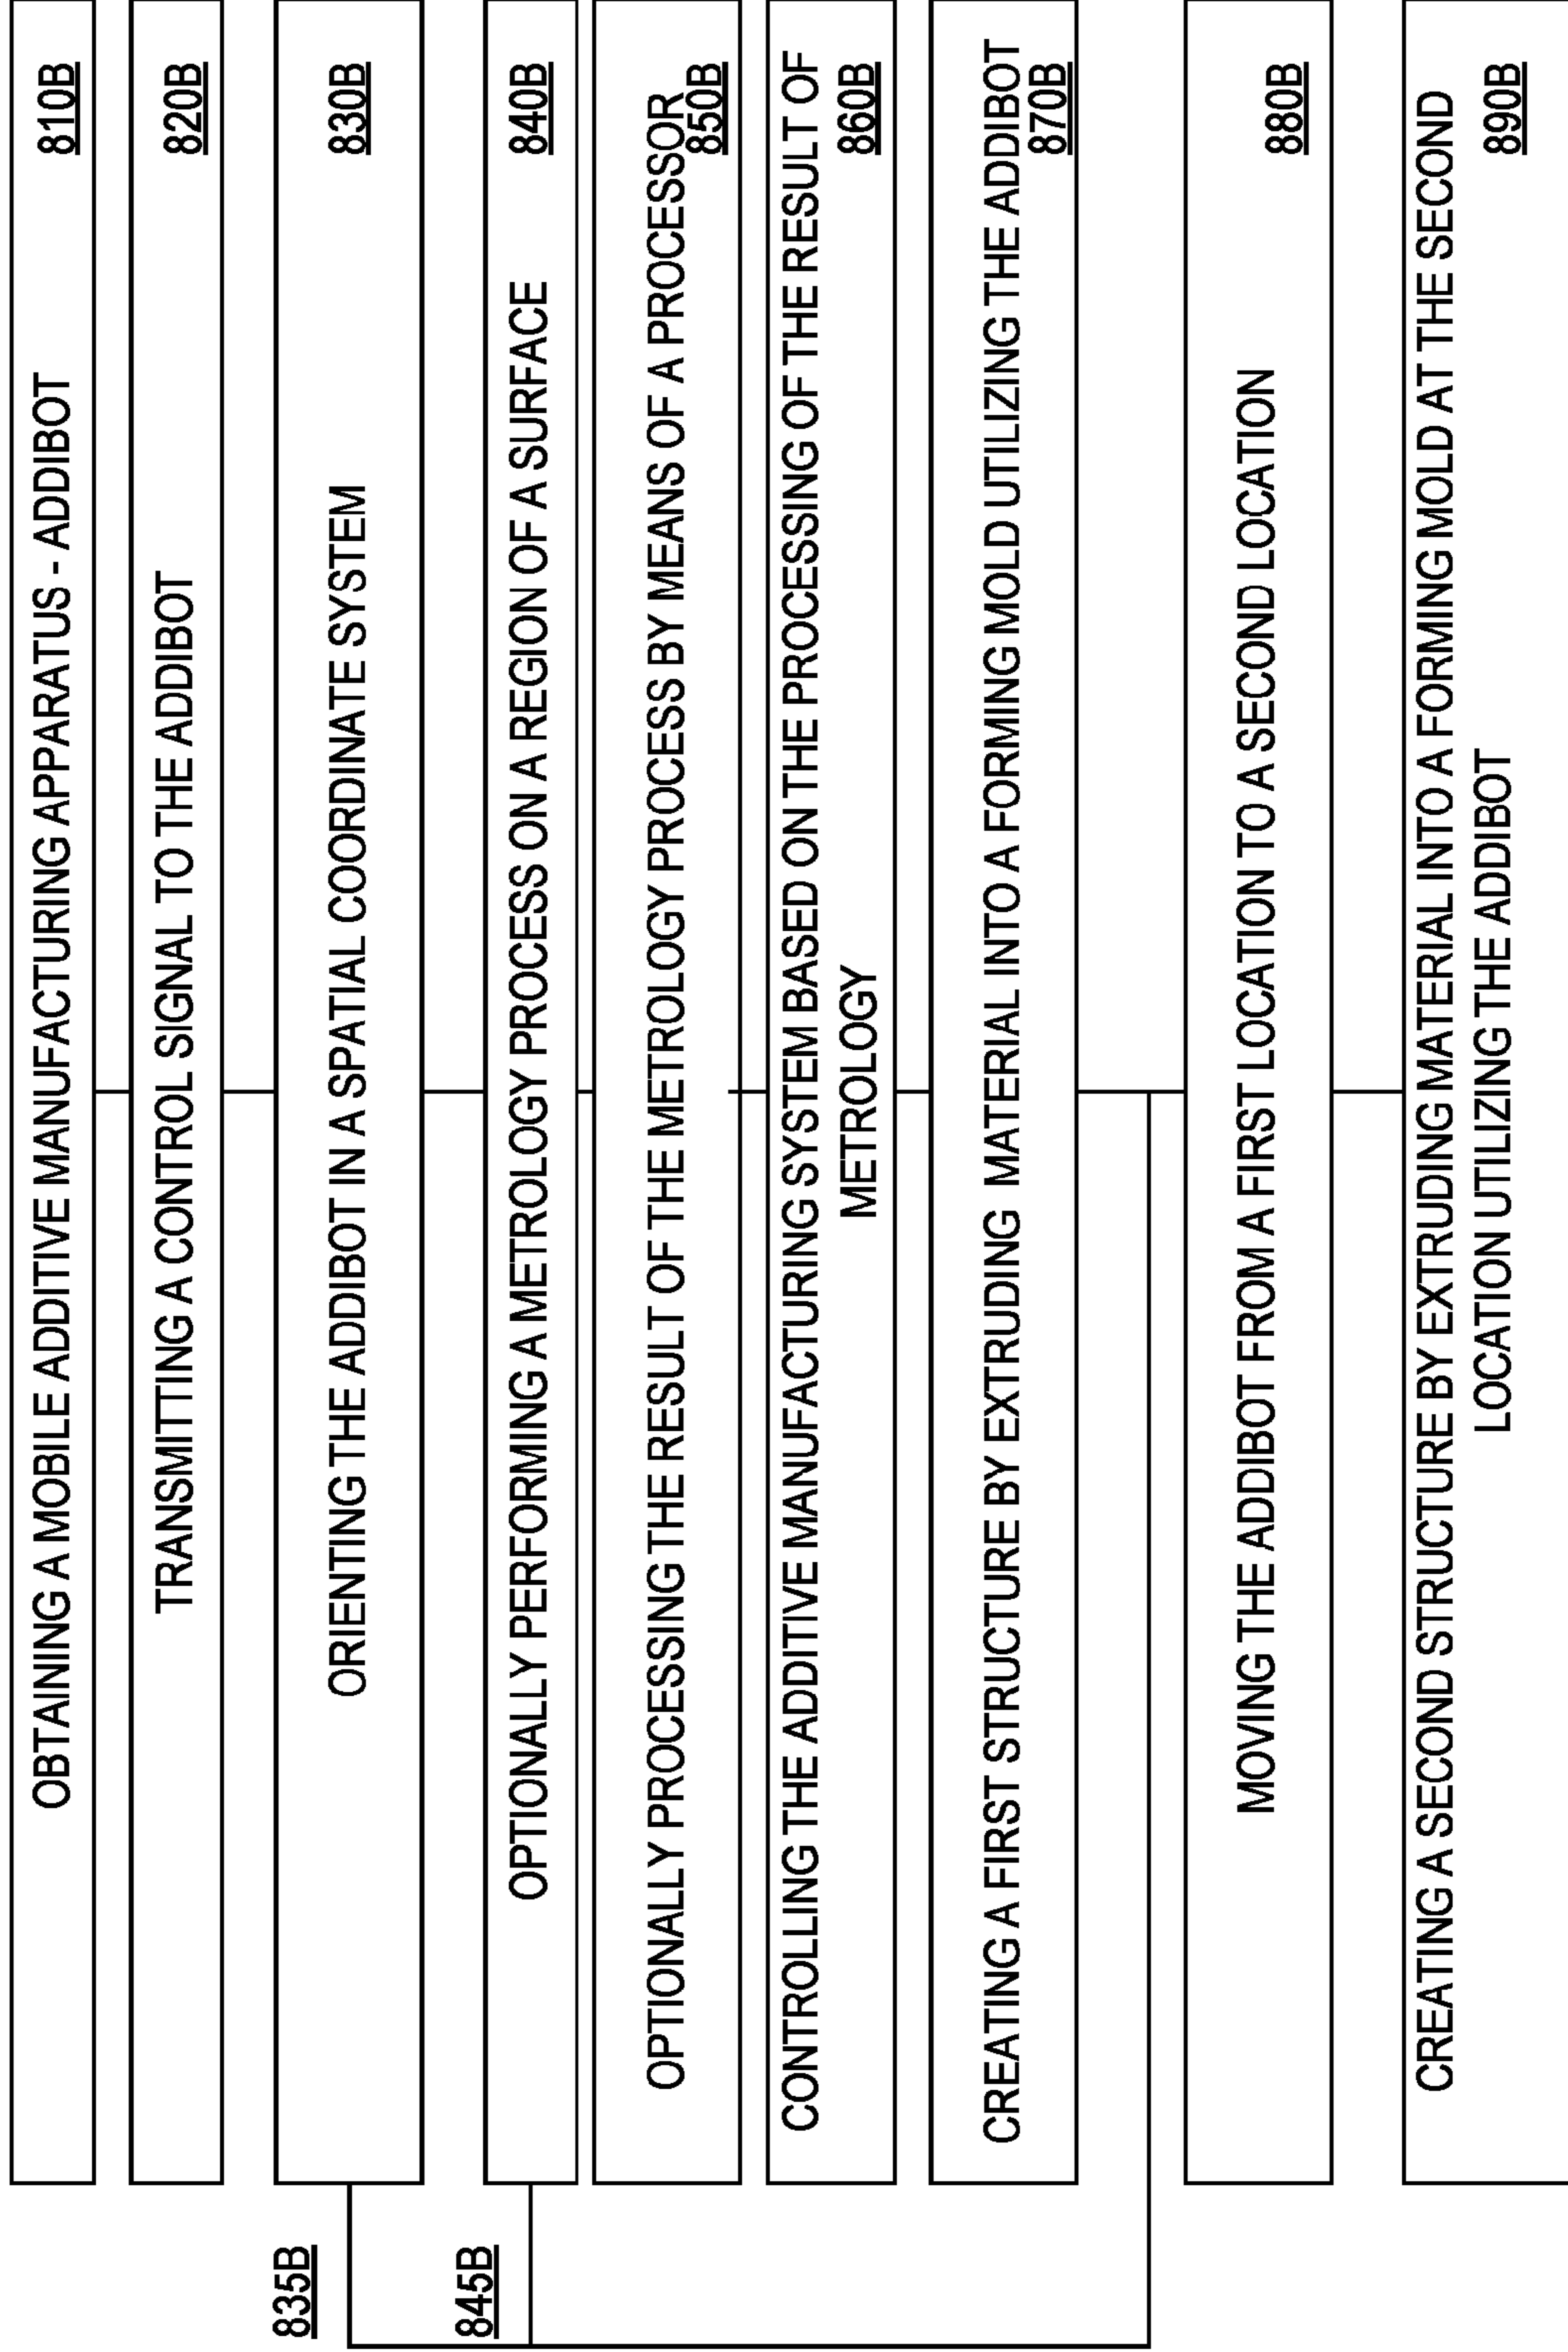 OBTAINING A MOBILE ADDITIVE MANUFACTURING APPARATUS - ADDIBOT
810B
TRANSMITTING A CONTROL SIGNAL TO THE ADDIBOT
820B
ORIENTING THE ADDIBOT IN A SPATIAL COORDINATE SYSTEM
830B
835B
OPTIONALLY PERFORMING A METROLOGY PROCESS ON A REGION OF A SURFACE
840B
845B
OPTIONALLY PROCESSING THE RESULT OF THE METROLOGY PROCESS BY MEANS OF A PROCESSOR
850B
CONTROLLING THE ADDITIVE MANUFACTURING SYSTEM BASED ON THE PROCESSING OF THE RESULT OF
METROLOGY
860B
CREATING A FIRST STRUCTURE BY EXTRUDING MATERIAL INTO A FORMING MOLD UTILIZING THE ADDIBOT
870B
MOVING THE ADDIBOT FROM A FIRST LOCATION TO A SECOND LOCATION
880B
CREATING A SECOND STRUCTURE BY EXTRUDING MATERIAL INTO A FORMING MOLD AT THE SECOND
LOCATION UTILIZING THE ADDIBOT
890B